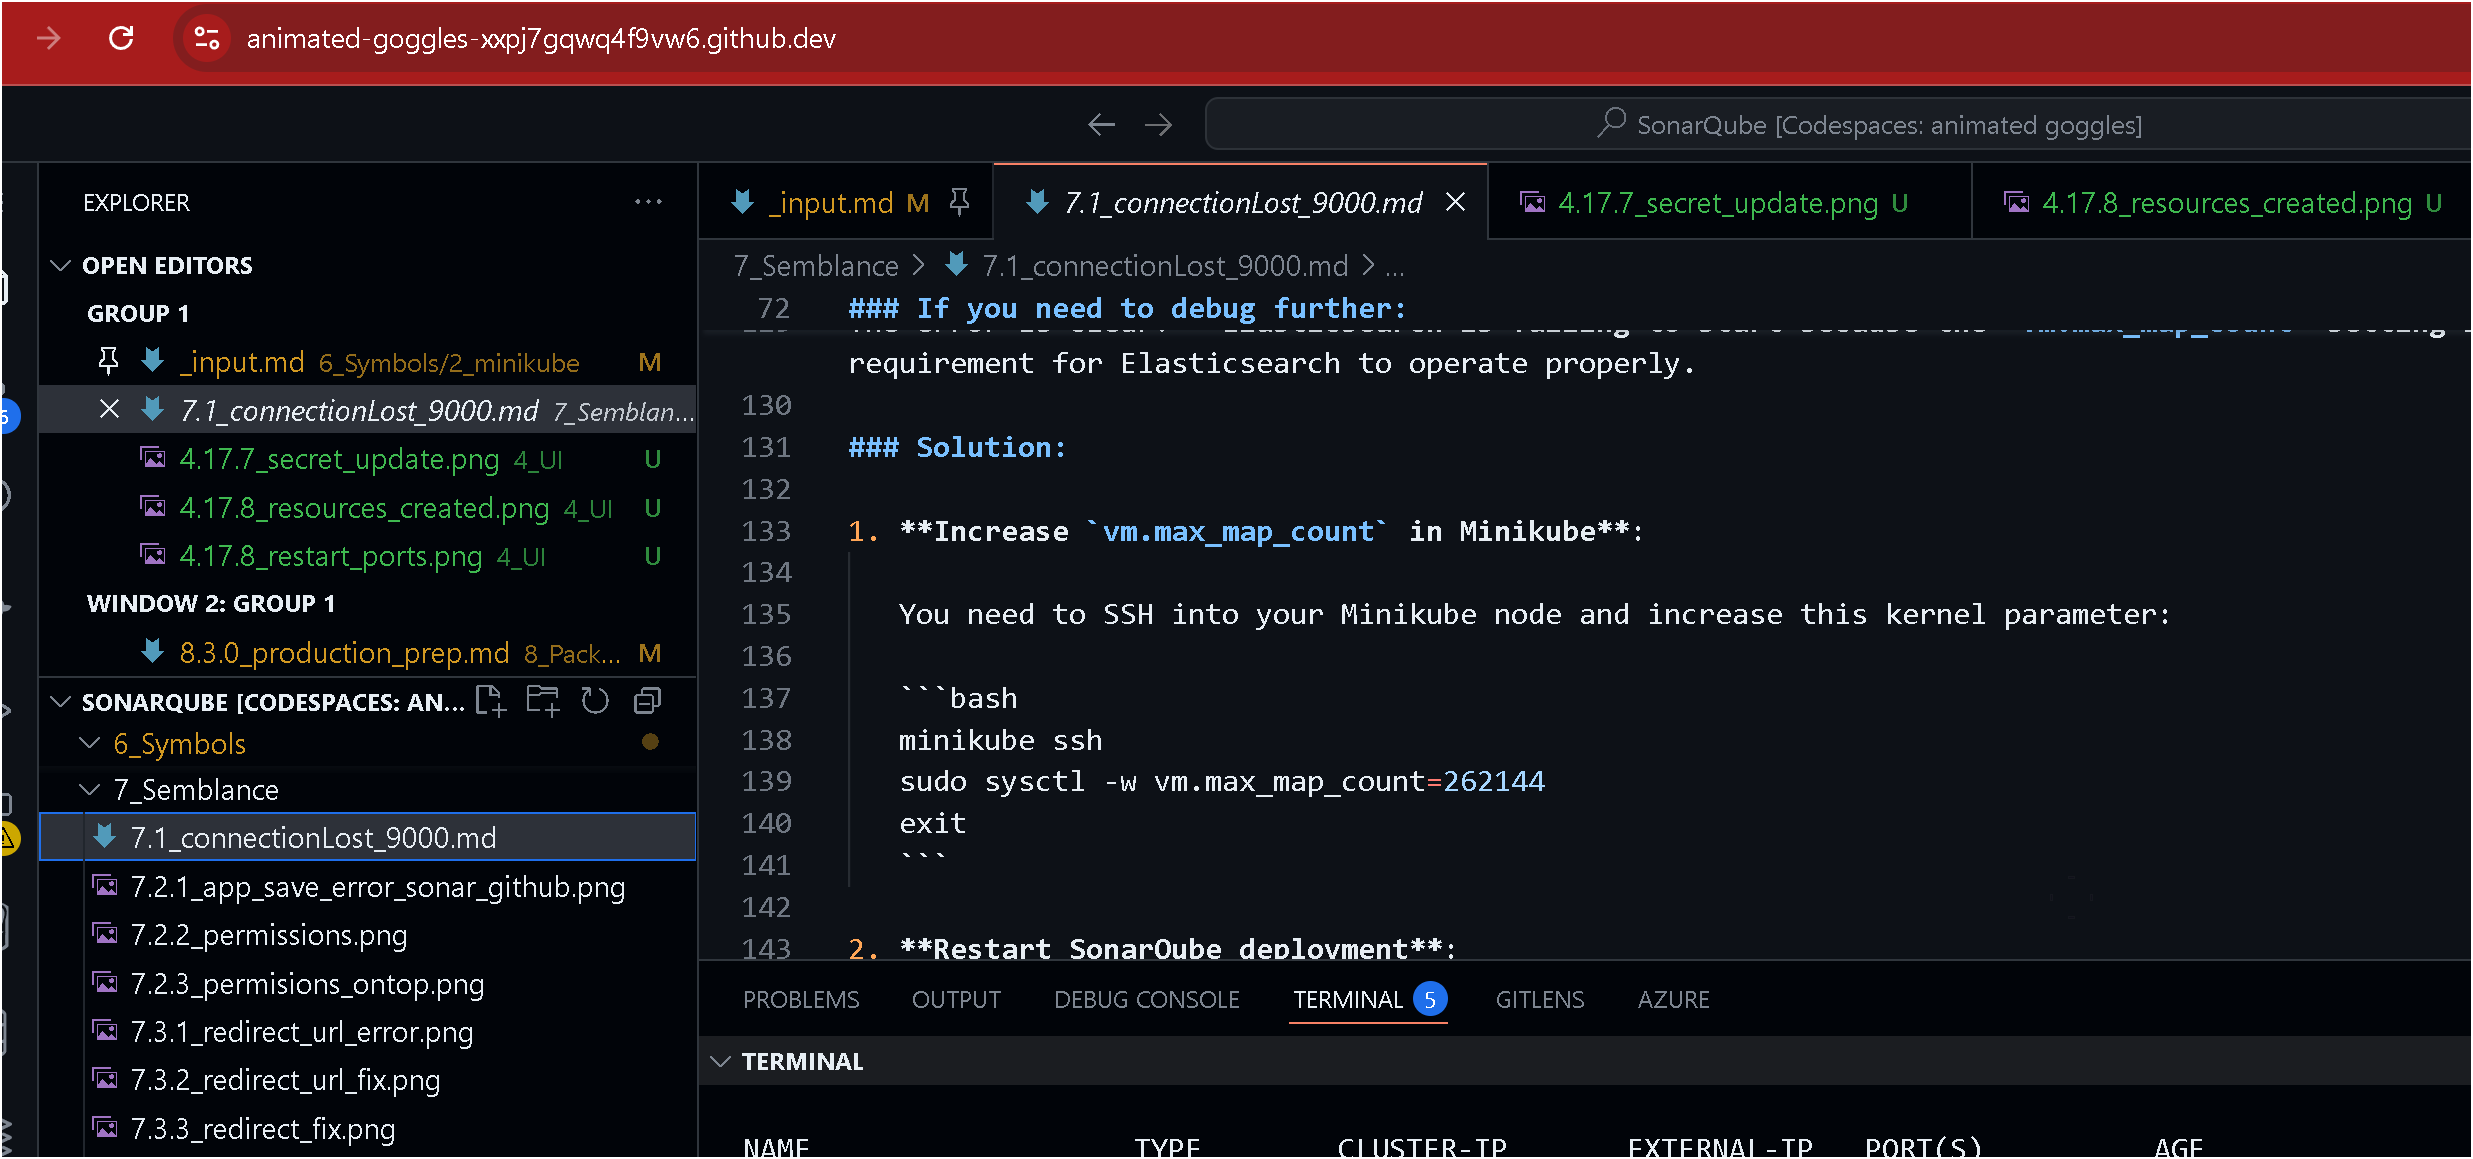 animated-goggles-xxpj7gqwq4f9vw6.github.dev
SonarQube [Codespaces: animated goggles]
EXPLORER
OPEN EDITORS
GROUP 1
_input.md 6_Symbols/2_minikube M
7.1_connectionLost_9000.md 7_Semblan...
4.17.7_secret_update.png 4_UI U
4.17.8_resources_created.png 4_UI U
4.17.8_restart_ports.png 4_UI U
WINDOW 2: GROUP 1
8.3.0_production_prep.md 8_Pack... M
SONARQUBE [CODESPACES: AN...
6_Symbols
7_Semblance
7.1_connectionLost_9000.md
7.2.1_app_save_error_sonar_github.png
7.2.2_permissions.png
7.2.3_permisions_ontop.png
7.3.1_redirect_url_error.png
7.3.2_redirect_url_fix.png
7.3.3_redirect_fix.png
_input.md M
7.1_connectionLost_9000.md
4.17.7_secret_update.png U
4.17.8_resources_created.png U
7_Semblance > 7.1_connectionLost_9000.md > ...
72 ### If you need to debug further:
requirement for Elasticsearch to operate properly.
130
131 ### Solution:
132
133 1. **Increase `vm.max_map_count` in Minikube**:
134
135 You need to SSH into your Minikube node and increase this kernel parameter:
136
137 ```bash
138 minikube ssh
139 sudo sysctl -w vm.max_map_count=262144
140 exit
141 ```
142
143 2. **Restart SonarQube deployment**:
PROBLEMS OUTPUT DEBUG CONSOLE TERMINAL 5 GITLENS AZURE
TERMINAL
NAME TYPE CLUSTER-IP EXTERNAL-IP PORT(S) AGE